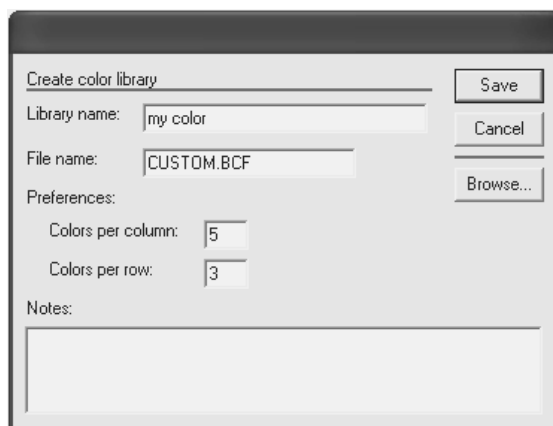 Create color library
Save
Library name: my color
Cancel
File name: CUSTOM.BCF
Browse...
Preferences:
Colors per column: 5
Colors per row: 3
Notes: